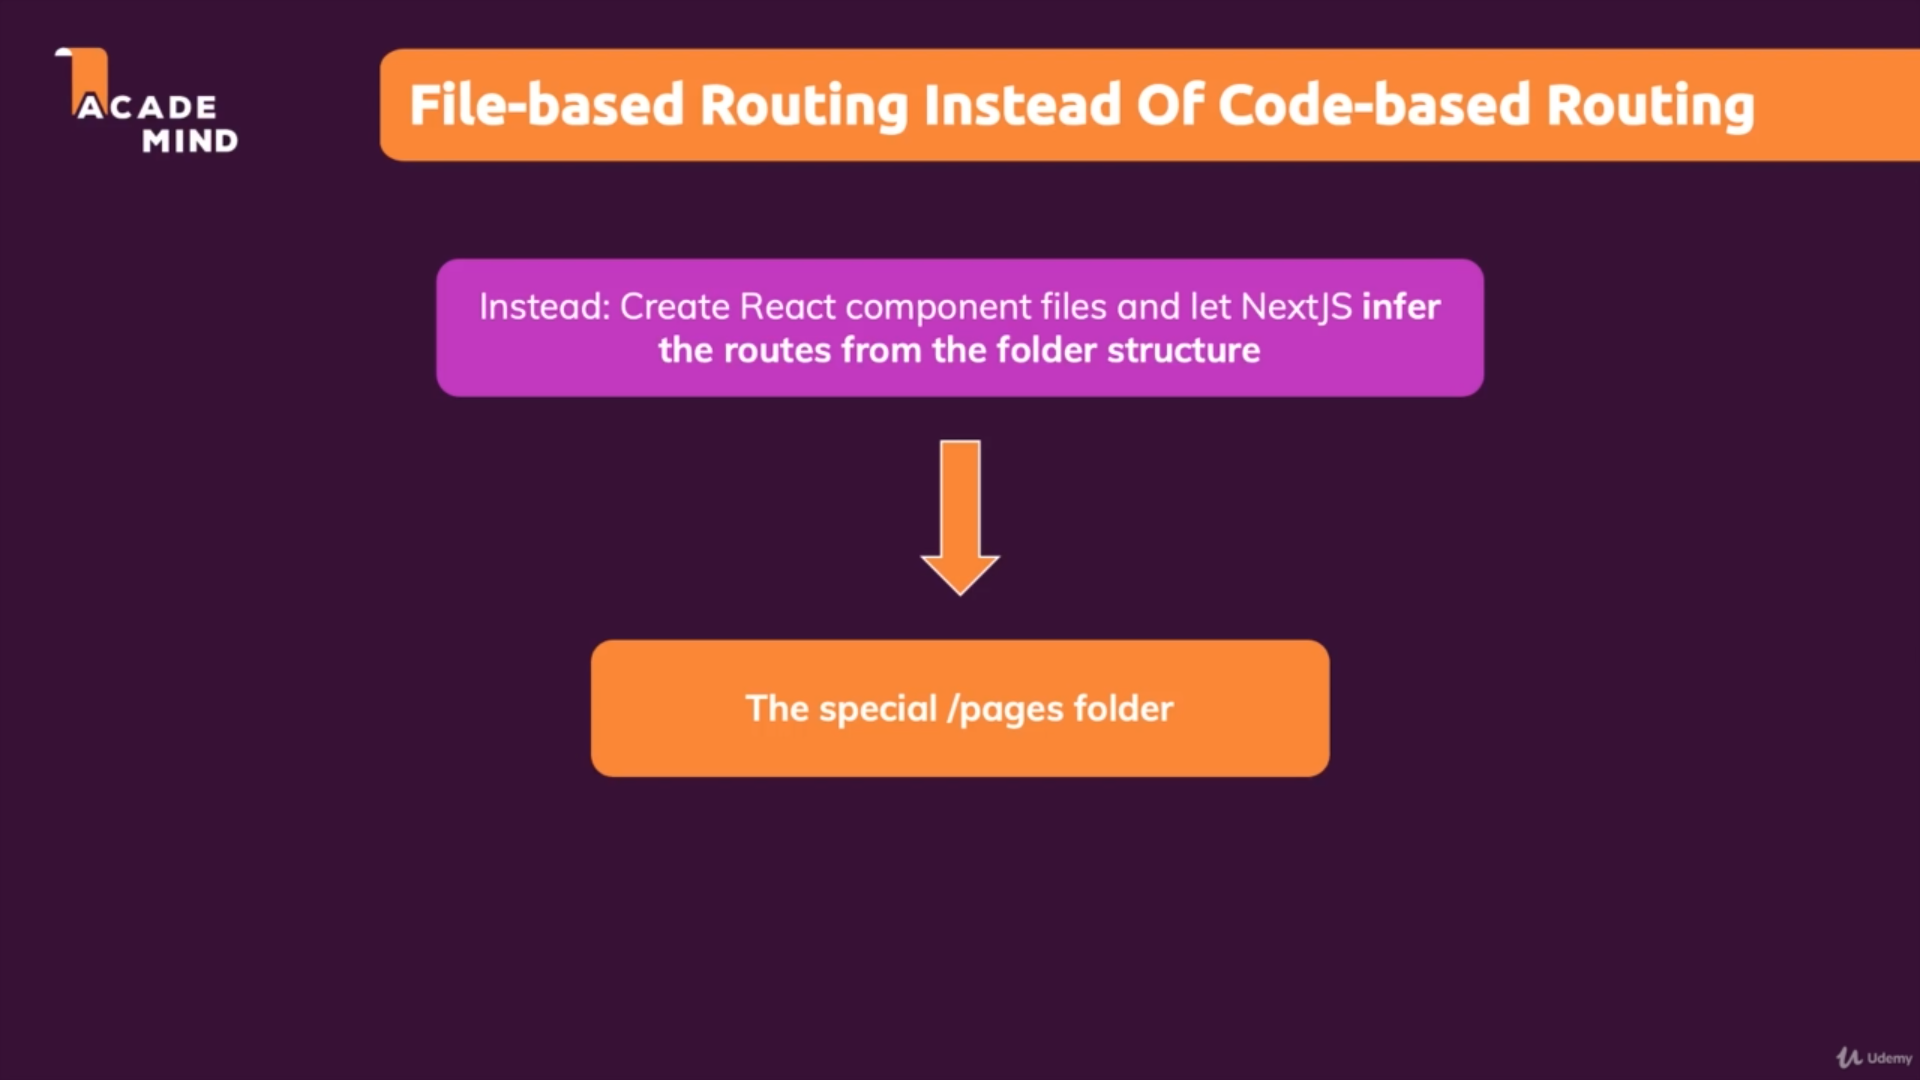 ACADE
MIND
File-based Routing Instead Of Code-based Routing
Instead: Create React component files and let NextJS infer
the routes from the folder structure
The special /pages folder
Udemy